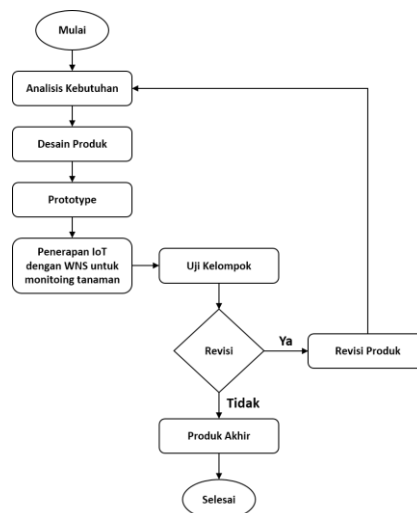 Mulai
Analisis Kebutuhan
Desain Produk
Prototype
Penerapan IoT
dengan WNS untuk
monitoing tanaman
Uji Kelompok
Revisi
Ya
Revisi Produk
Tidak
Produk Akhir
Selesai